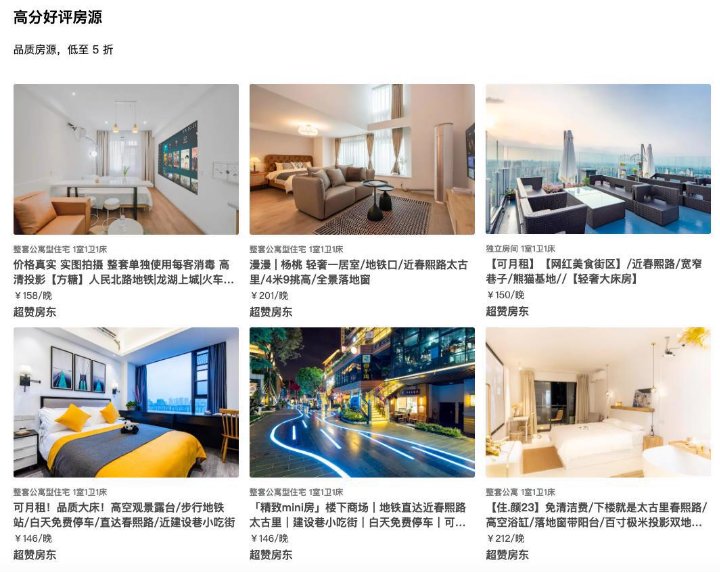 高分好评房源
品质房源，低至 5 折
整套公寓型住宅 1室1卫1床
价格真实 实图拍摄 整套单独使用每客消毒 高
清投影【方糖】人民北路地铁|龙湖上城|火车...
￥158/晚
超赞房东
整套公寓型住宅 1室1卫1床
漫漫 | 杨桃 轻奢一居室/地铁口/近春熙路太古
里/4米9挑高/全景落地窗
￥201/晚
超赞房东
独立房间 1室1卫1床
【可月租】【网红美食街区】/近春熙路/宽窄
巷子/熊猫基地//【轻奢大床房】
￥150/晚
超赞房东
整套公寓型住宅 1室1卫1床
可月租！品质大床！高空观景露台/步行地铁
站/白天免费停车/直达春熙路/近建设巷小吃街
￥146/晚
超赞房东
整套公寓型住宅 1室1卫1床
「精致mini房」楼下商场丨地铁直达近春熙路
太古里丨建设巷小吃街丨白天免费停车丨可...
￥146/晚
超赞房东
整套公寓 1室1卫1床
【住.颜23】免清洁费/下楼就是太古里春熙路/
高空浴缸/落地窗带阳台/百寸极米投影双地...
￥212/晚
超赞房东